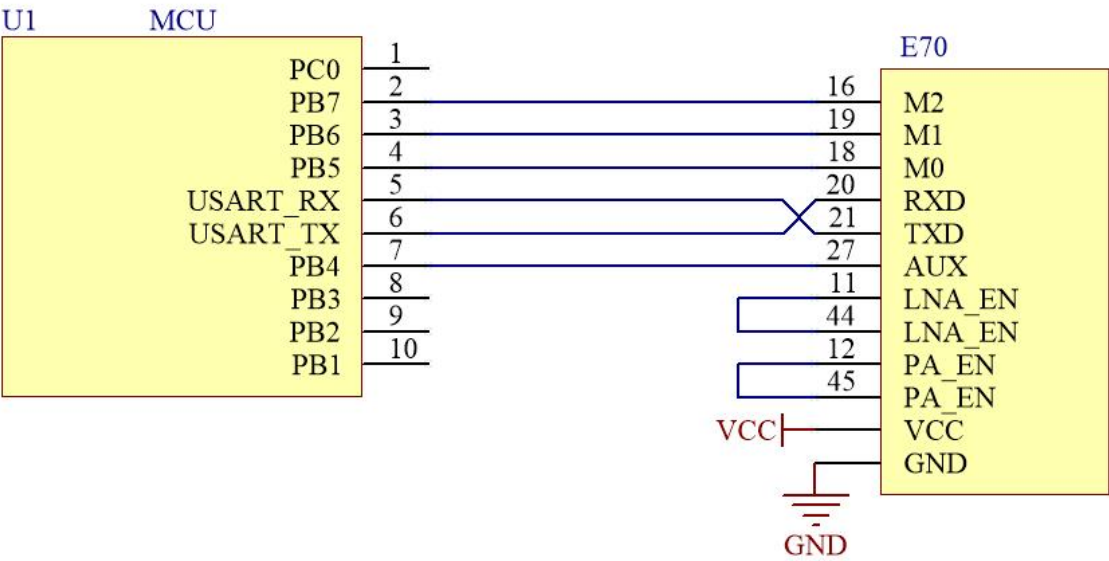 U1 MCU
E70
PC0 1
PB7 2 16 M2
PB6 3 19 M1
PB5 4 18 M0
USART_RX 5 20 RXD
USART_TX 6 21 TXD
PB4 7 27 AUX
PB3 8 11 LNA_EN
PB2 9 44 LNA_EN
PB1 10 12 PA_EN
45 PA_EN
VCC VCC
GND
GND